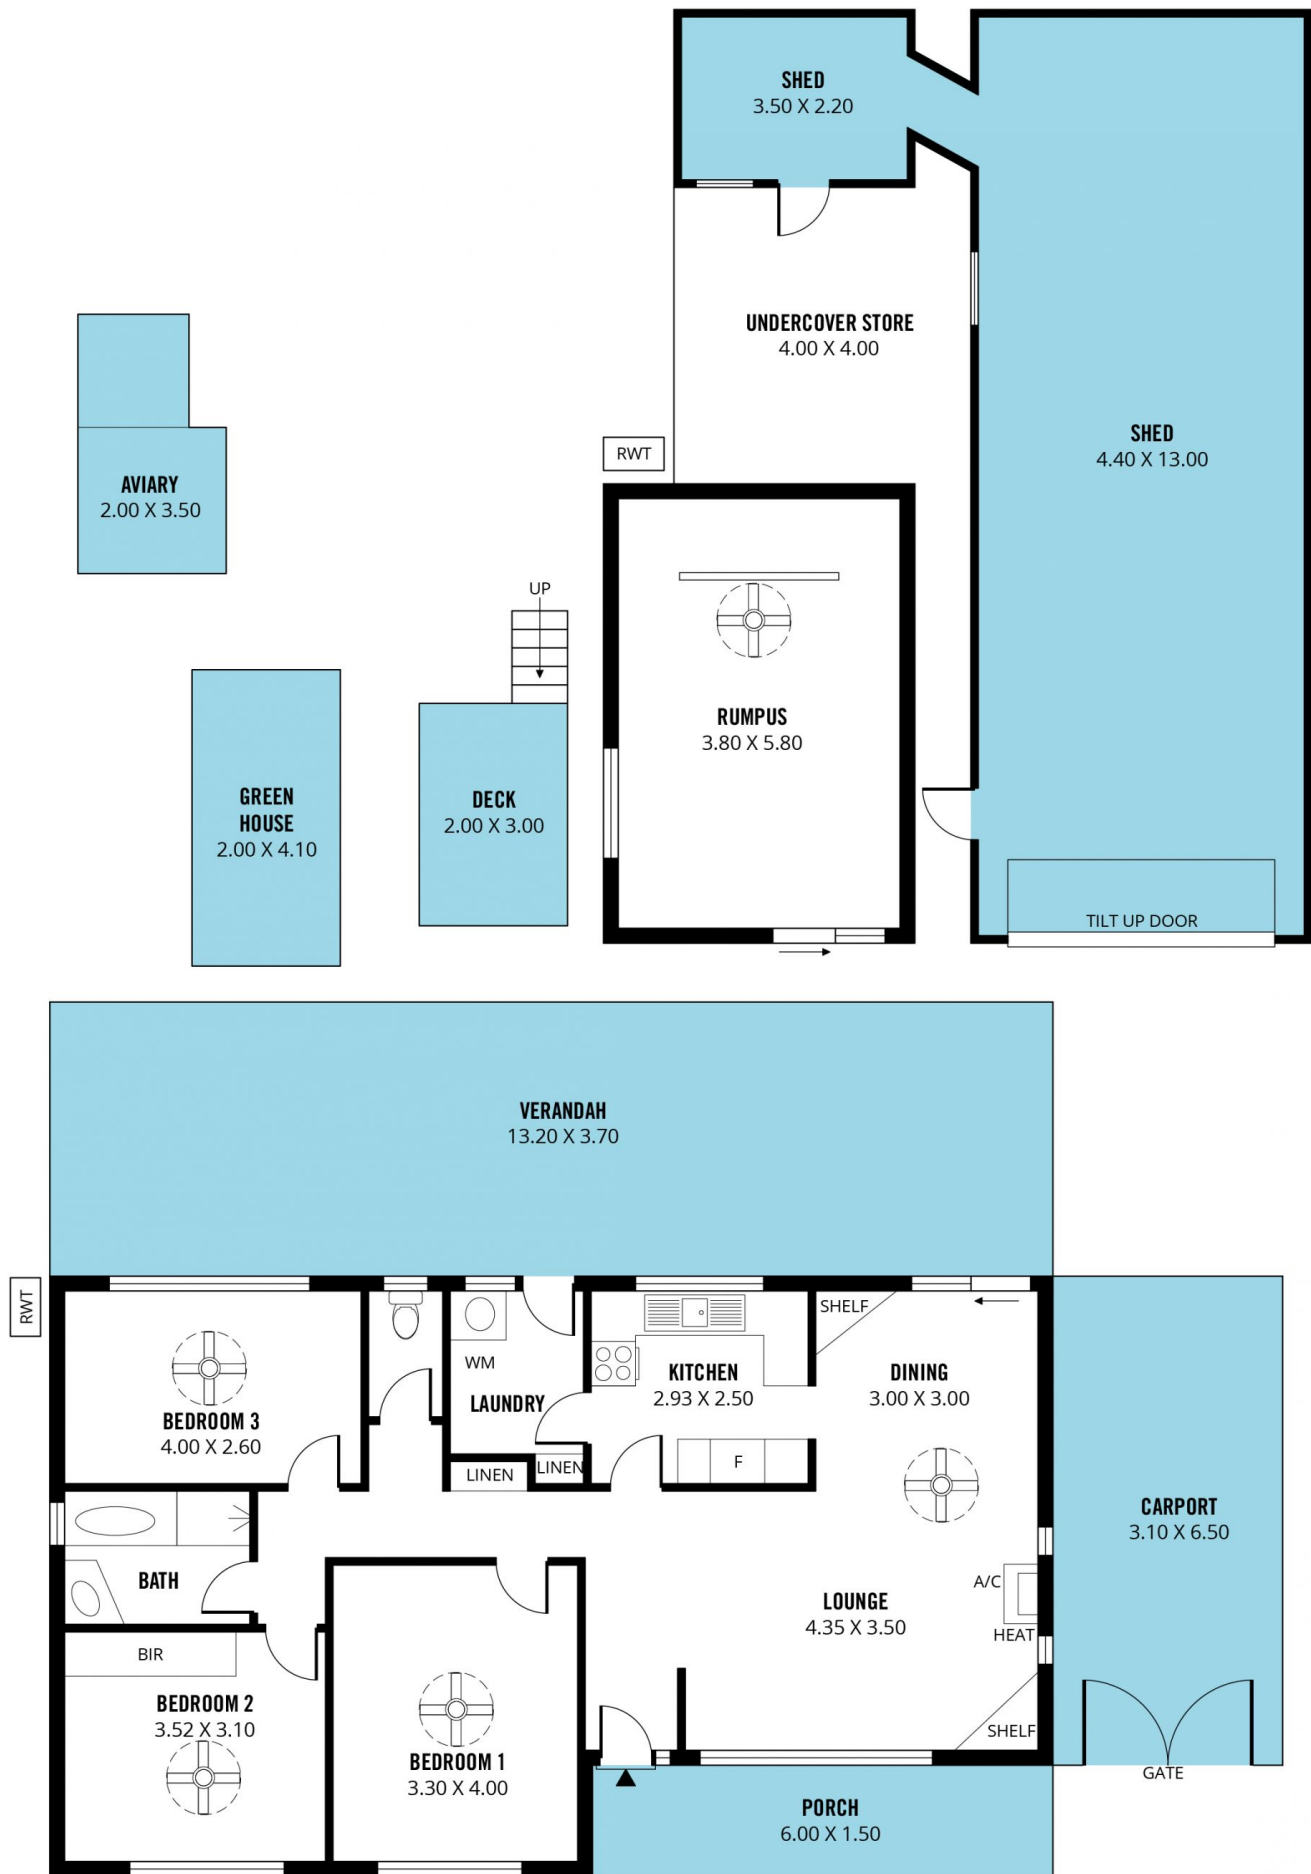 SHED
3.50 X 2.20
UNDERCOVER STORE
4.00 X 4.00
SHED
4.40 X 13.00
RWT
AVIARY
2.00 X 3.50
UP
RUMPUS
3.80 X 5.80
GREEN
HOUSE
2.00 X 4.10
DECK
2.00 X 3.00
TILT UP DOOR
VERANDAH
13.20 X 3.70
RWT
SHELF
WM
KITCHEN
2.93 X 2.50
DINING
3.00 X 3.00
LAUNDRY
BEDROOM 3
4.00 X 2.60
LINEN
LINEN
F
CARPORT
3.10 X 6.50
BATH
A/C
LOUNGE
4.35 X 3.50
HEAT
BIR
BEDROOM 2
3.52 X 3.10
SHELF
BEDROOM 1
3.30 X 4.00
GATE
PORCH
6.00 X 1.50